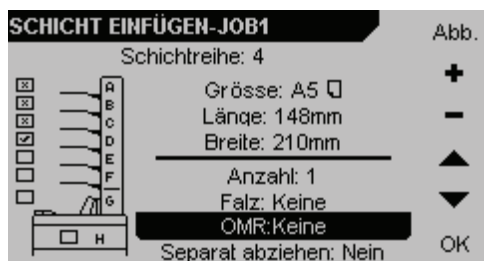 SCHICHT EINFÜGEN-JOB1
Abb.
Schichtreihe: 4
Grösse: A5
Länge: 148mm
Breite: 210mm
Anzahl: 1
Falz: Keine
OMR:Keine
Separat abziehen: Nein
OK
A
B
C
D
E
F
G
H